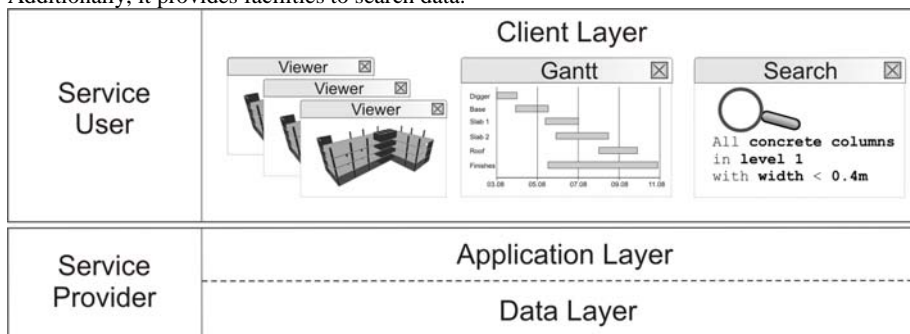 Additionally, it provides facilities to search data.
Client Layer
Service
User
Viewer
Viewer
Viewer
Gantt
Digger
Base
Slab 1
Slab 2
Roof
Finishes
03.08 05.08 07.08 09.08 11.08
Search
All concrete columns
in level 1
with width < 0.4m
Service
Provider
Application Layer
Data Layer